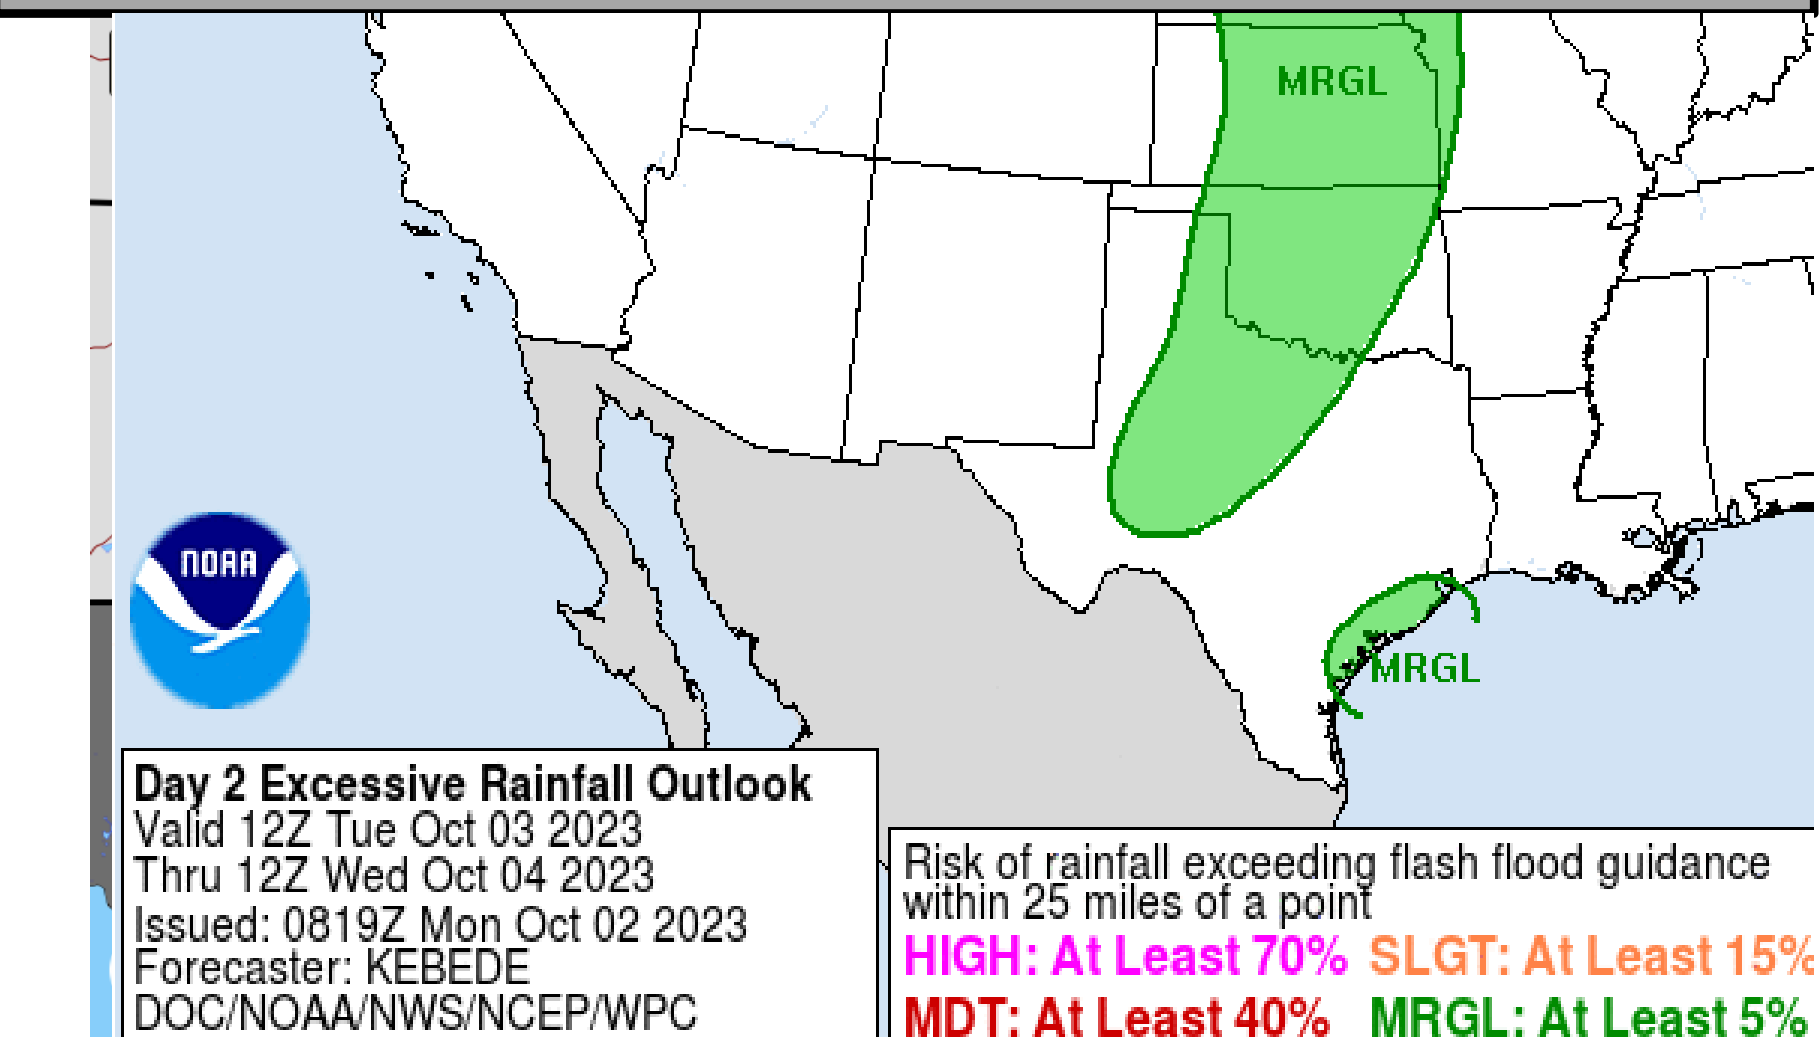 MRGL
NOAA
MRGL
Day 2 Excessive Rainfall Outlook
Valid 12Z Tue Oct 03 2023
Thru 12Z Wed Oct 04 2023
Issued: 0819Z Mon Oct 02 2023
Forecaster: KEBEDE
DOC/NOAA/NWS/NCEP/WPC
Risk of rainfall exceeding flash flood guidance
within 25 miles of a point
HIGH: At Least 70% SLGT: At Least 15%
MDT: At Least 40% MRGL: At Least 5%